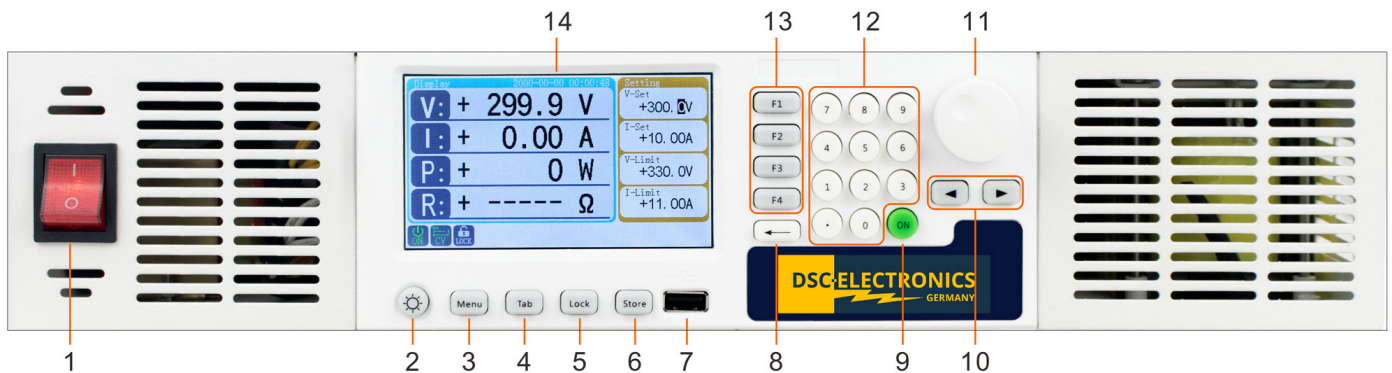 14 13 12 11
Display 2000-00-00 00:00:48
V: + 299.9 V
I: + 0.00 A
P: + 0 W
R: + ----- Ω
ON CV LOCK
Setting
V-Set
+300.0V
I-Set
+10.00A
V-Limit
+330.0V
I-Limit
+11.00A
F1
F2
F3
F4
7 8 9
4 5 6
1 2 3
. 0 ON
I
O
Menu Tab Lock Store
DSC-ELECTRONICS
GERMANY
1 2 3 4 5 6 7 8 9 10